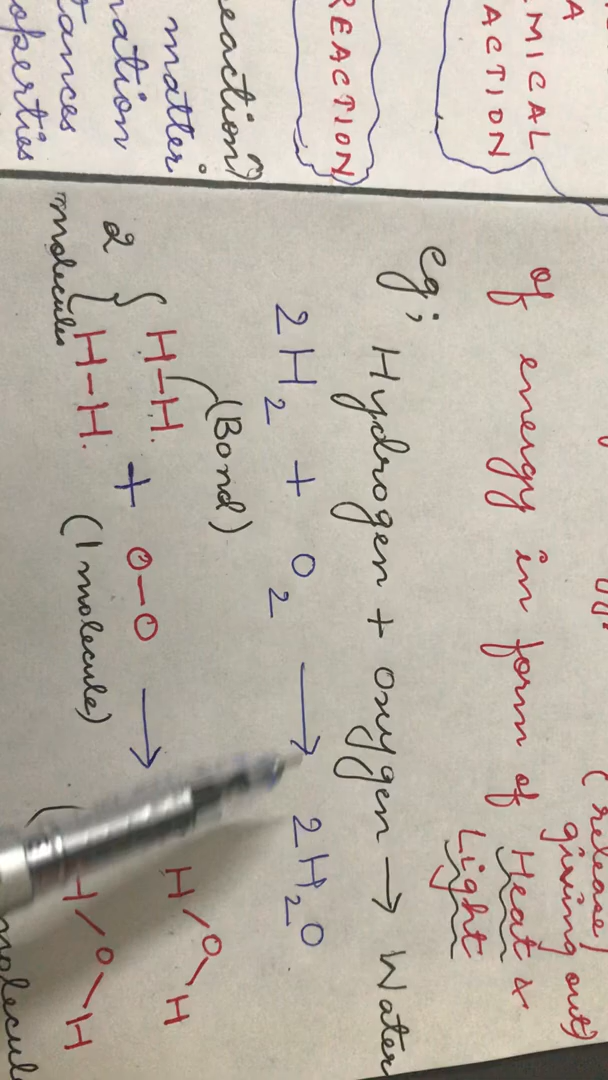 MICAL
ACTION
REACTION
eaction)
matter
ation
tances
operties
(release/
giving out)
of energy in form of Heat &
Light
eg; Hydrogen + Oxygen → Water
2H2 + O2 → 2H2O
(Bond)
2 { H-H + O-O → H/O\H
molecules { H-H (1 molecule) H/O\H